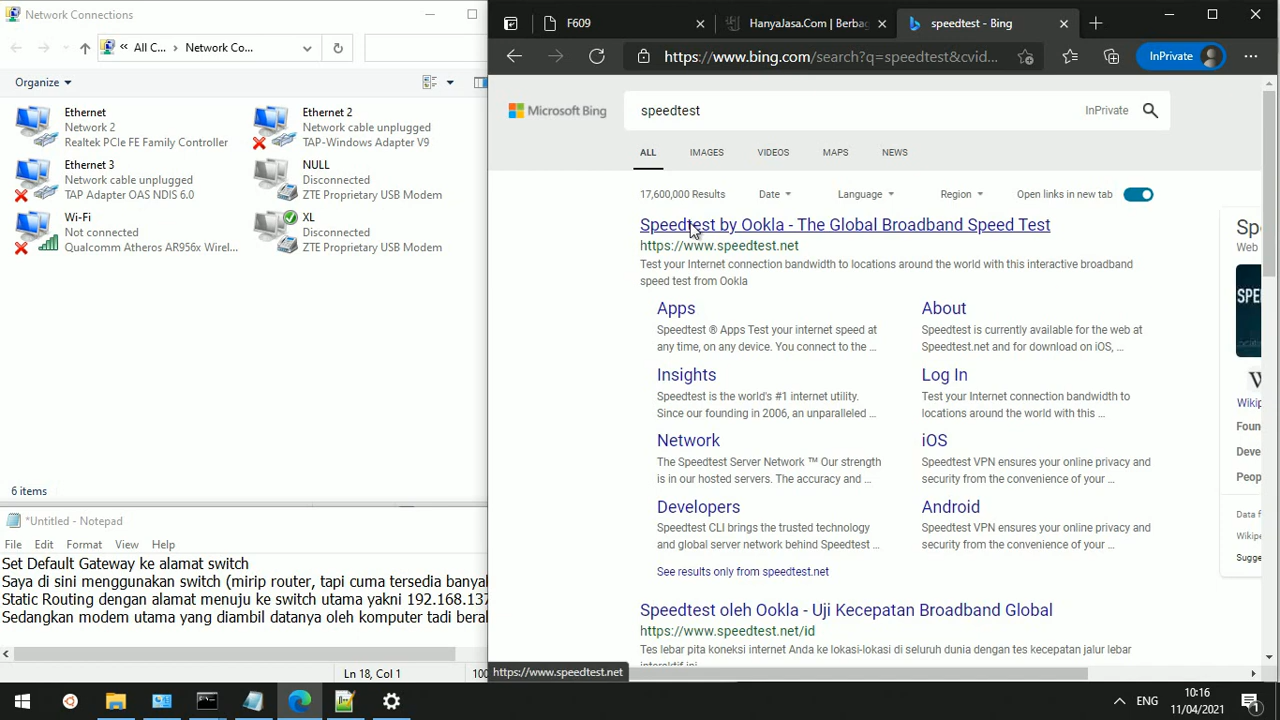 Network Connections
All C... Network Co...
Organize
Ethernet
Network 2
Realtek PCIe FE Family Controller
Ethernet 2
Network cable unplugged
TAP-Windows Adapter V9
Ethernet 3
Network cable unplugged
TAP Adapter OAS NDIS 6.0
NULL
Disconnected
ZTE Proprietary USB Modem
Wi-Fi
Not connected
Qualcomm Atheros AR956x Wirel...
XL
Disconnected
ZTE Proprietary USB Modem
6 items
*Untitled - Notepad
File Edit Format View Help
Set Default Gateway ke alamat switch
Saya di sini menggunakan switch (mirip router, tapi cuma tersedia banyak
Static Routing dengan alamat menuju ke switch utama yakni 192.168.137
Sedangkan modem utama yang diambil datanya oleh komputer tadi beral
Ln 18, Col 1 100
F609
HanyaJasa.Com | Berbag
speedtest - Bing
https://www.bing.com/search?q=speedtest&cvid...
InPrivate
Microsoft Bing
speedtest
InPrivate
ALL IMAGES VIDEOS MAPS NEWS
17,600,000 Results Date Language Region Open links in new tab
Speedtest by Ookla - The Global Broadband Speed Test
https://www.speedtest.net
Test your Internet connection bandwidth to locations around the world with this interactive broadband
speed test from Ookla
Apps
Speedtest ® Apps Test your internet speed at
any time, on any device. You connect to the ...
About
Speedtest is currently available for the web at
Speedtest.net and for download on iOS, ...
Insights
Speedtest is the world's #1 internet utility.
Since our founding in 2006, an unparalleled ...
Log In
Test your Internet connection bandwidth to
locations around the world with this ...
Network
The Speedtest Server Network ™ Our strength
is in our hosted servers. The accuracy and ...
iOS
Speedtest VPN ensures your online privacy and
security from the convenience of your ...
Developers
Speedtest CLI brings the trusted technology
and global server network behind Speedtest ...
Android
Speedtest VPN ensures your online privacy and
security from the convenience of your ...
See results only from speedtest.net
Speedtest oleh Ookla - Uji Kecepatan Broadband Global
https://www.speedtest.net/id
Tes lebar pita koneksi internet Anda ke lokasi-lokasi di seluruh dunia dengan tes kecepatan jalur lebar
interaktif ini
Sp
Web
SPE
W
Wikip
Foun
Deve
Peop
Data f
Wikipe
Sugge
https://www.speedtest.net
ENG
10:16
11/04/2021
1